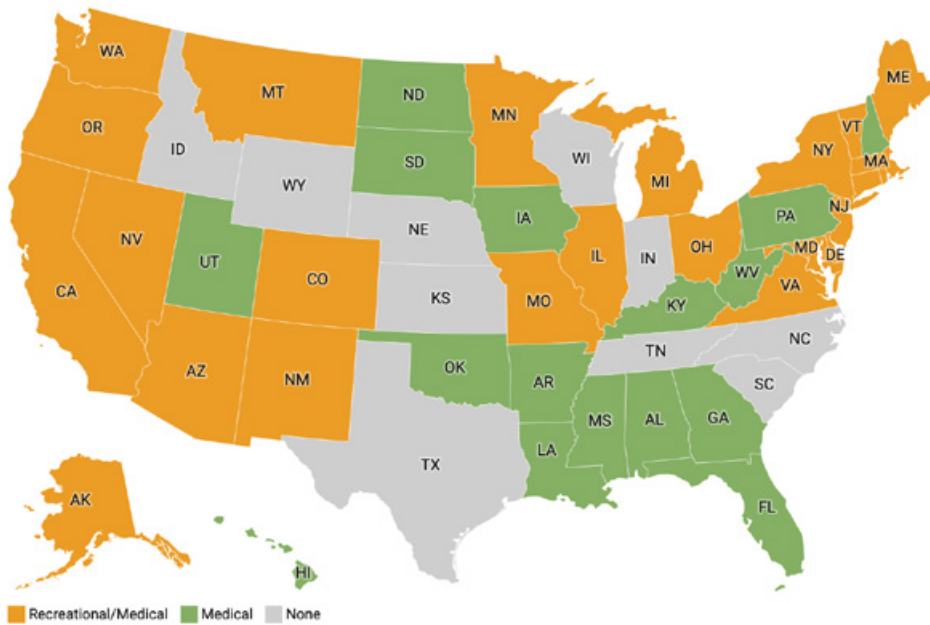 WA
ME
MT
ND
MN
VT
OR
NY
MA
ID
WI
SD
MI
WY
NJ
IA
PA
NE
OH
MD
DE
NV
IL
IN
UT
WV
CO
VA
CA
KS
MO
KY
NC
TN
AZ
OK
NM
AR
SC
MS
AL
GA
LA
TX
AK
FL
HI
Recreational/Medical Medical None